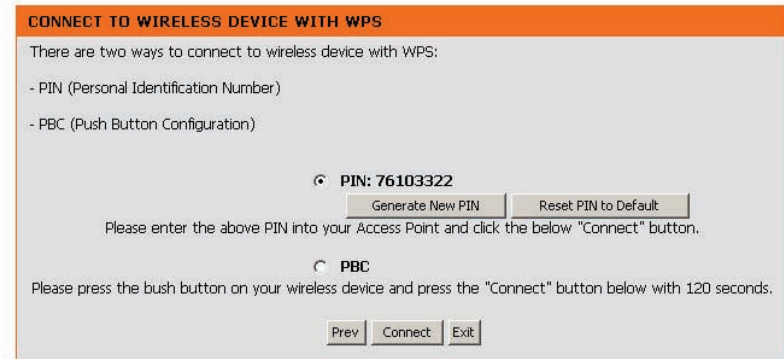 CONNECT TO WIRELESS DEVICE WITH WPS
There are two ways to connect to wireless device with WPS:
- PIN (Personal Identification Number)
- PBC (Push Button Configuration)
PIN: 76103322
Generate New PIN Reset PIN to Default
Please enter the above PIN into your Access Point and click the below "Connect" button.
PBC
Please press the bush button on your wireless device and press the "Connect" button below with 120 seconds.
Prev Connect Exit